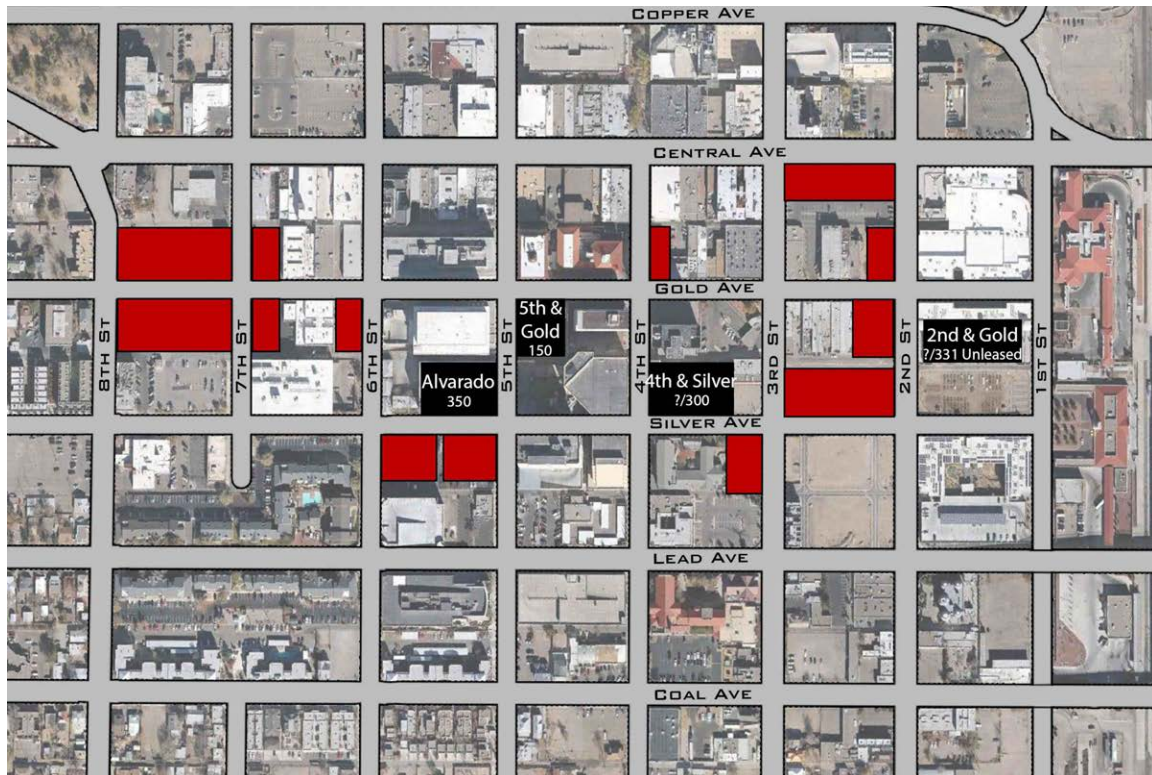 COPPER AVE
CENTRAL AVE
GOLD AVE
8TH ST
7TH ST
6TH ST
5TH ST
4TH ST
3RD ST
2ND ST
1ST ST
5th &
Gold
150
2nd & Gold
?/331 Unleased
Alvarado
350
4th & Silver
?/300
SILVER AVE
LEAD AVE
COAL AVE